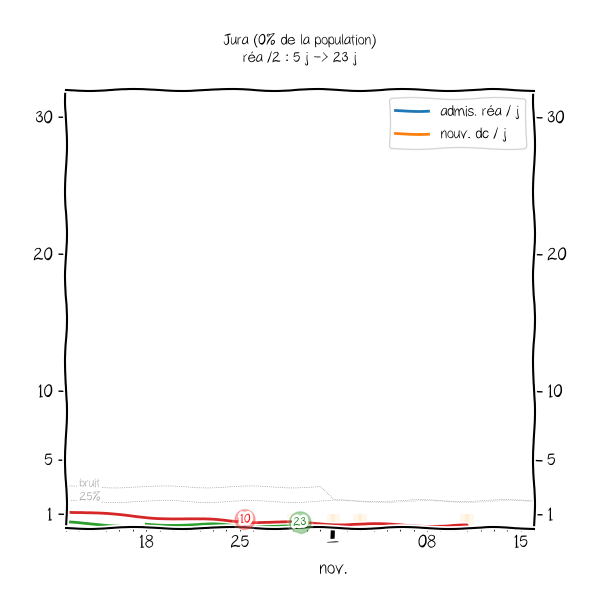 Jura (0% de la population)
réa /2 : 5 j -> 23 j
admis. réa / j
nouv. dc / j
30 30
20 20
10 10
5 5
bruit
25%
1 1
10 23
18 25 1 08 15
nov.